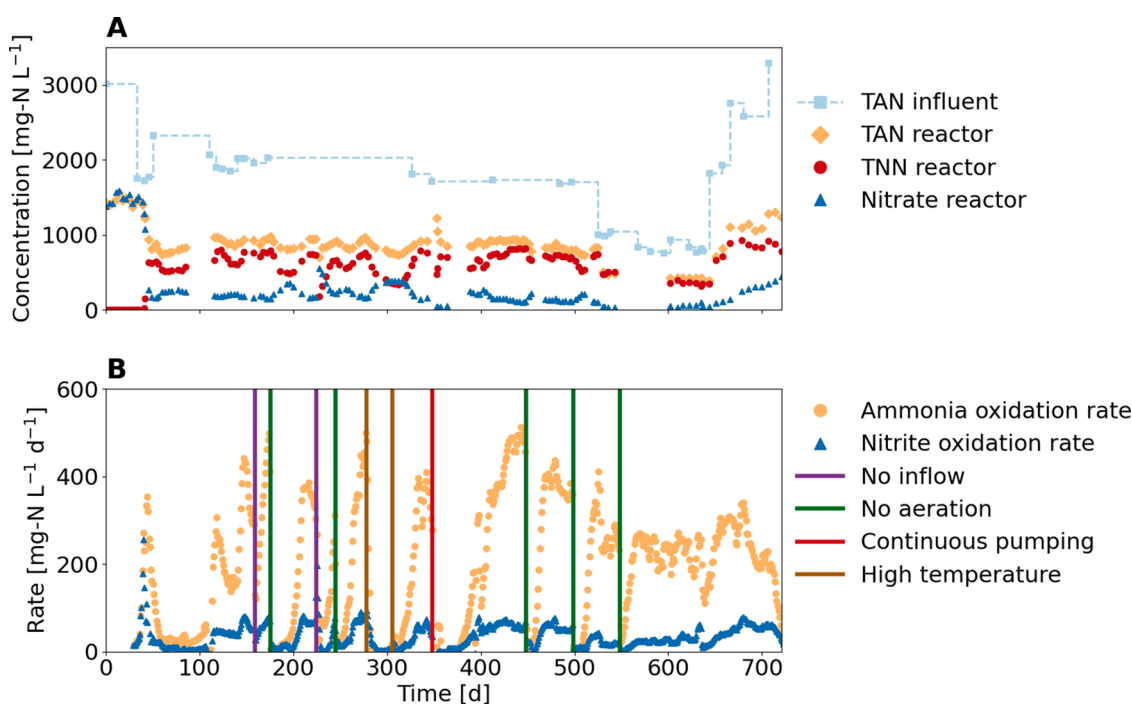 A
Concentration [mg-N L⁻¹]
3000
2000
1000
0
TAN influent
TAN reactor
TNN reactor
Nitrate reactor
B
Rate [mg-N L⁻¹ d⁻¹]
600
400
200
0
0 100 200 300 400 500 600 700
Time [d]
Ammonia oxidation rate
Nitrite oxidation rate
No inflow
No aeration
Continuous pumping
High temperature